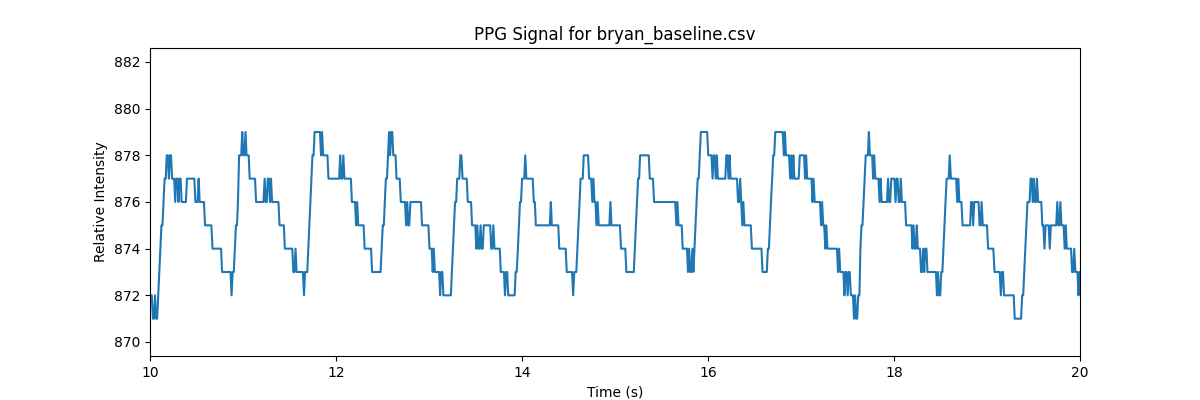 PPG Signal for bryan_baseline.csv
882
880
878
876
874
872
870
Relative Intensity
10 12 14 16 18 20
Time (s)